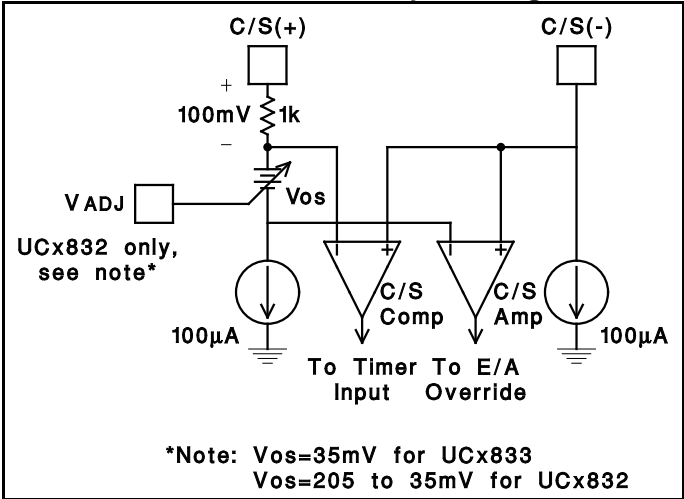 C/S(+)
C/S(-)
+
100mV
1k
−
VADJ
Vos
UCx832 only,
see note*
- +
- +
C/S
Comp
C/S
Amp
100µA
100µA
To Timer
Input
To E/A
Override
*Note: Vos=35mV for UCx833
Vos=205 to 35mV for UCx832